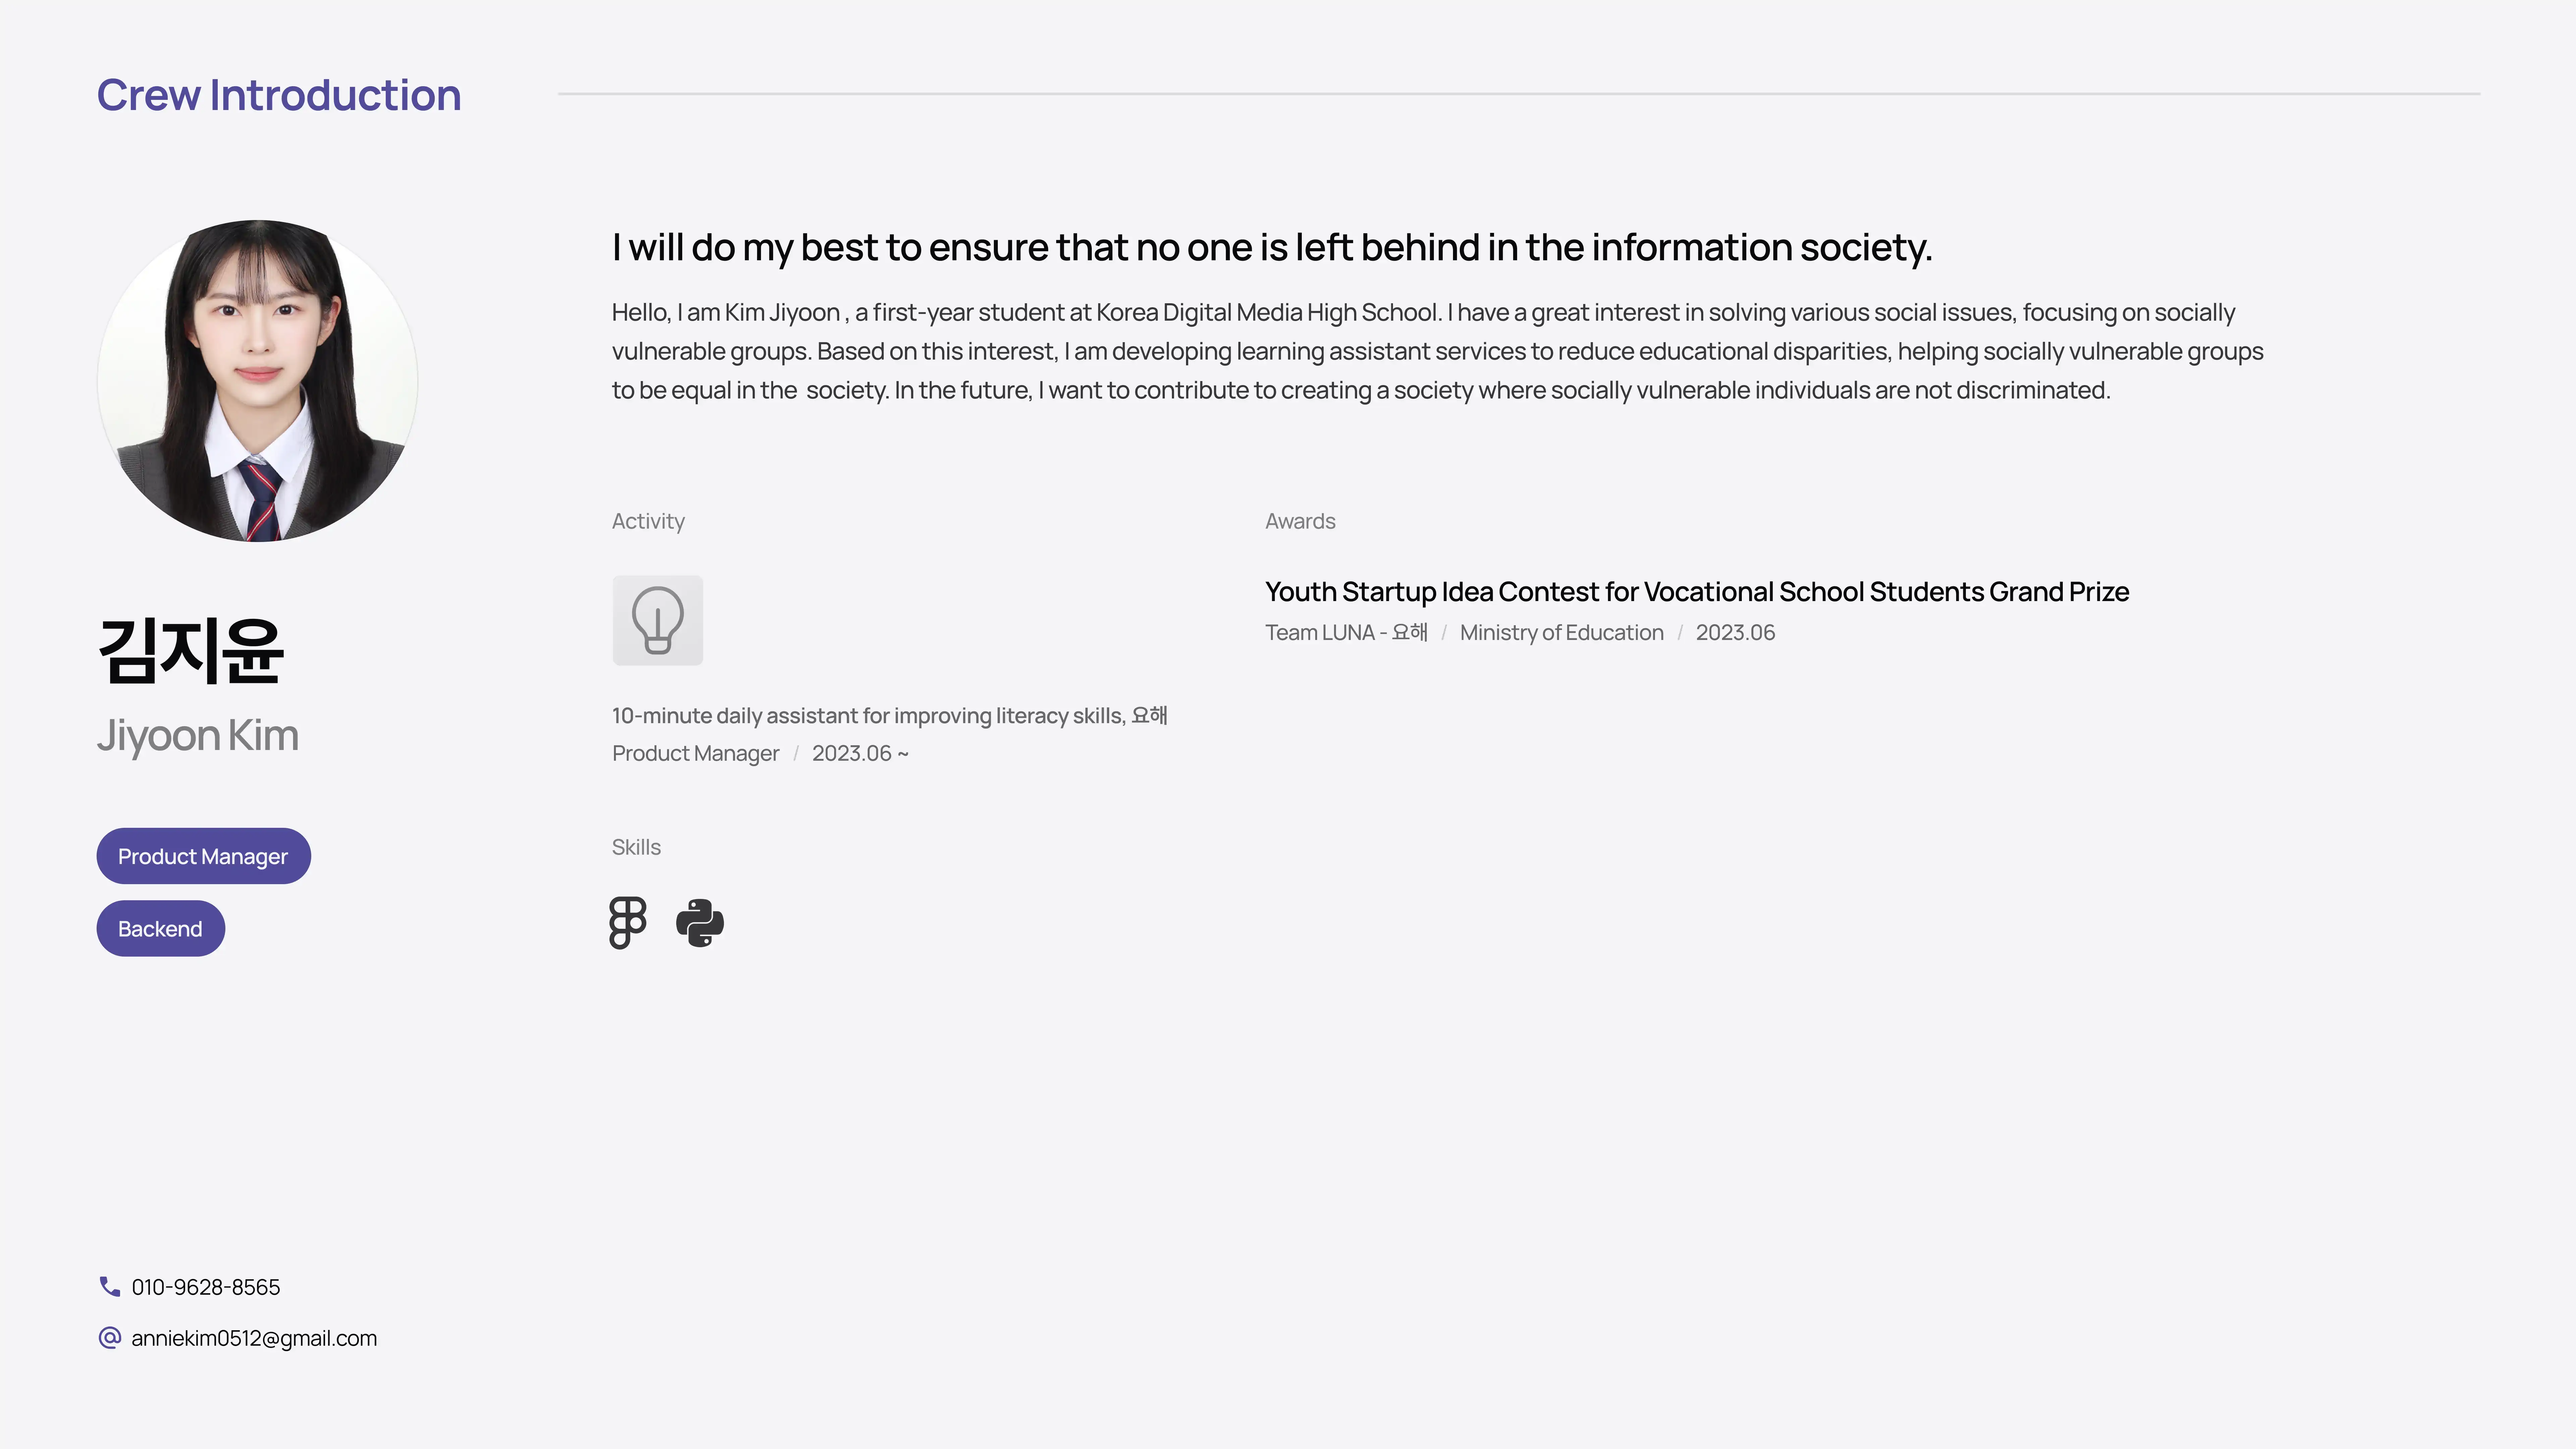 Crew Introduction
I will do my best to ensure that no one is left behind in the information society.
Hello, I am Kim Jiyoon , a first-year student at Korea Digital Media High School. I have a great interest in solving various social issues, focusing on socially
vulnerable groups. Based on this interest, I am developing learning assistant services to reduce educational disparities, helping socially vulnerable groups
to be equal in the  society. In the future, I want to contribute to creating a society where socially vulnerable individuals are not discriminated.
김지윤
Jiyoon Kim
Product Manager
Backend
Activity
10-minute daily assistant for improving literacy skills, 요해
Product Manager / 2023.06 ~
Skills
Awards
Youth Startup Idea Contest for Vocational School Students Grand Prize
Team LUNA - 요해 / Ministry of Education / 2023.06
010-9628-8565
anniekim0512@gmail.com